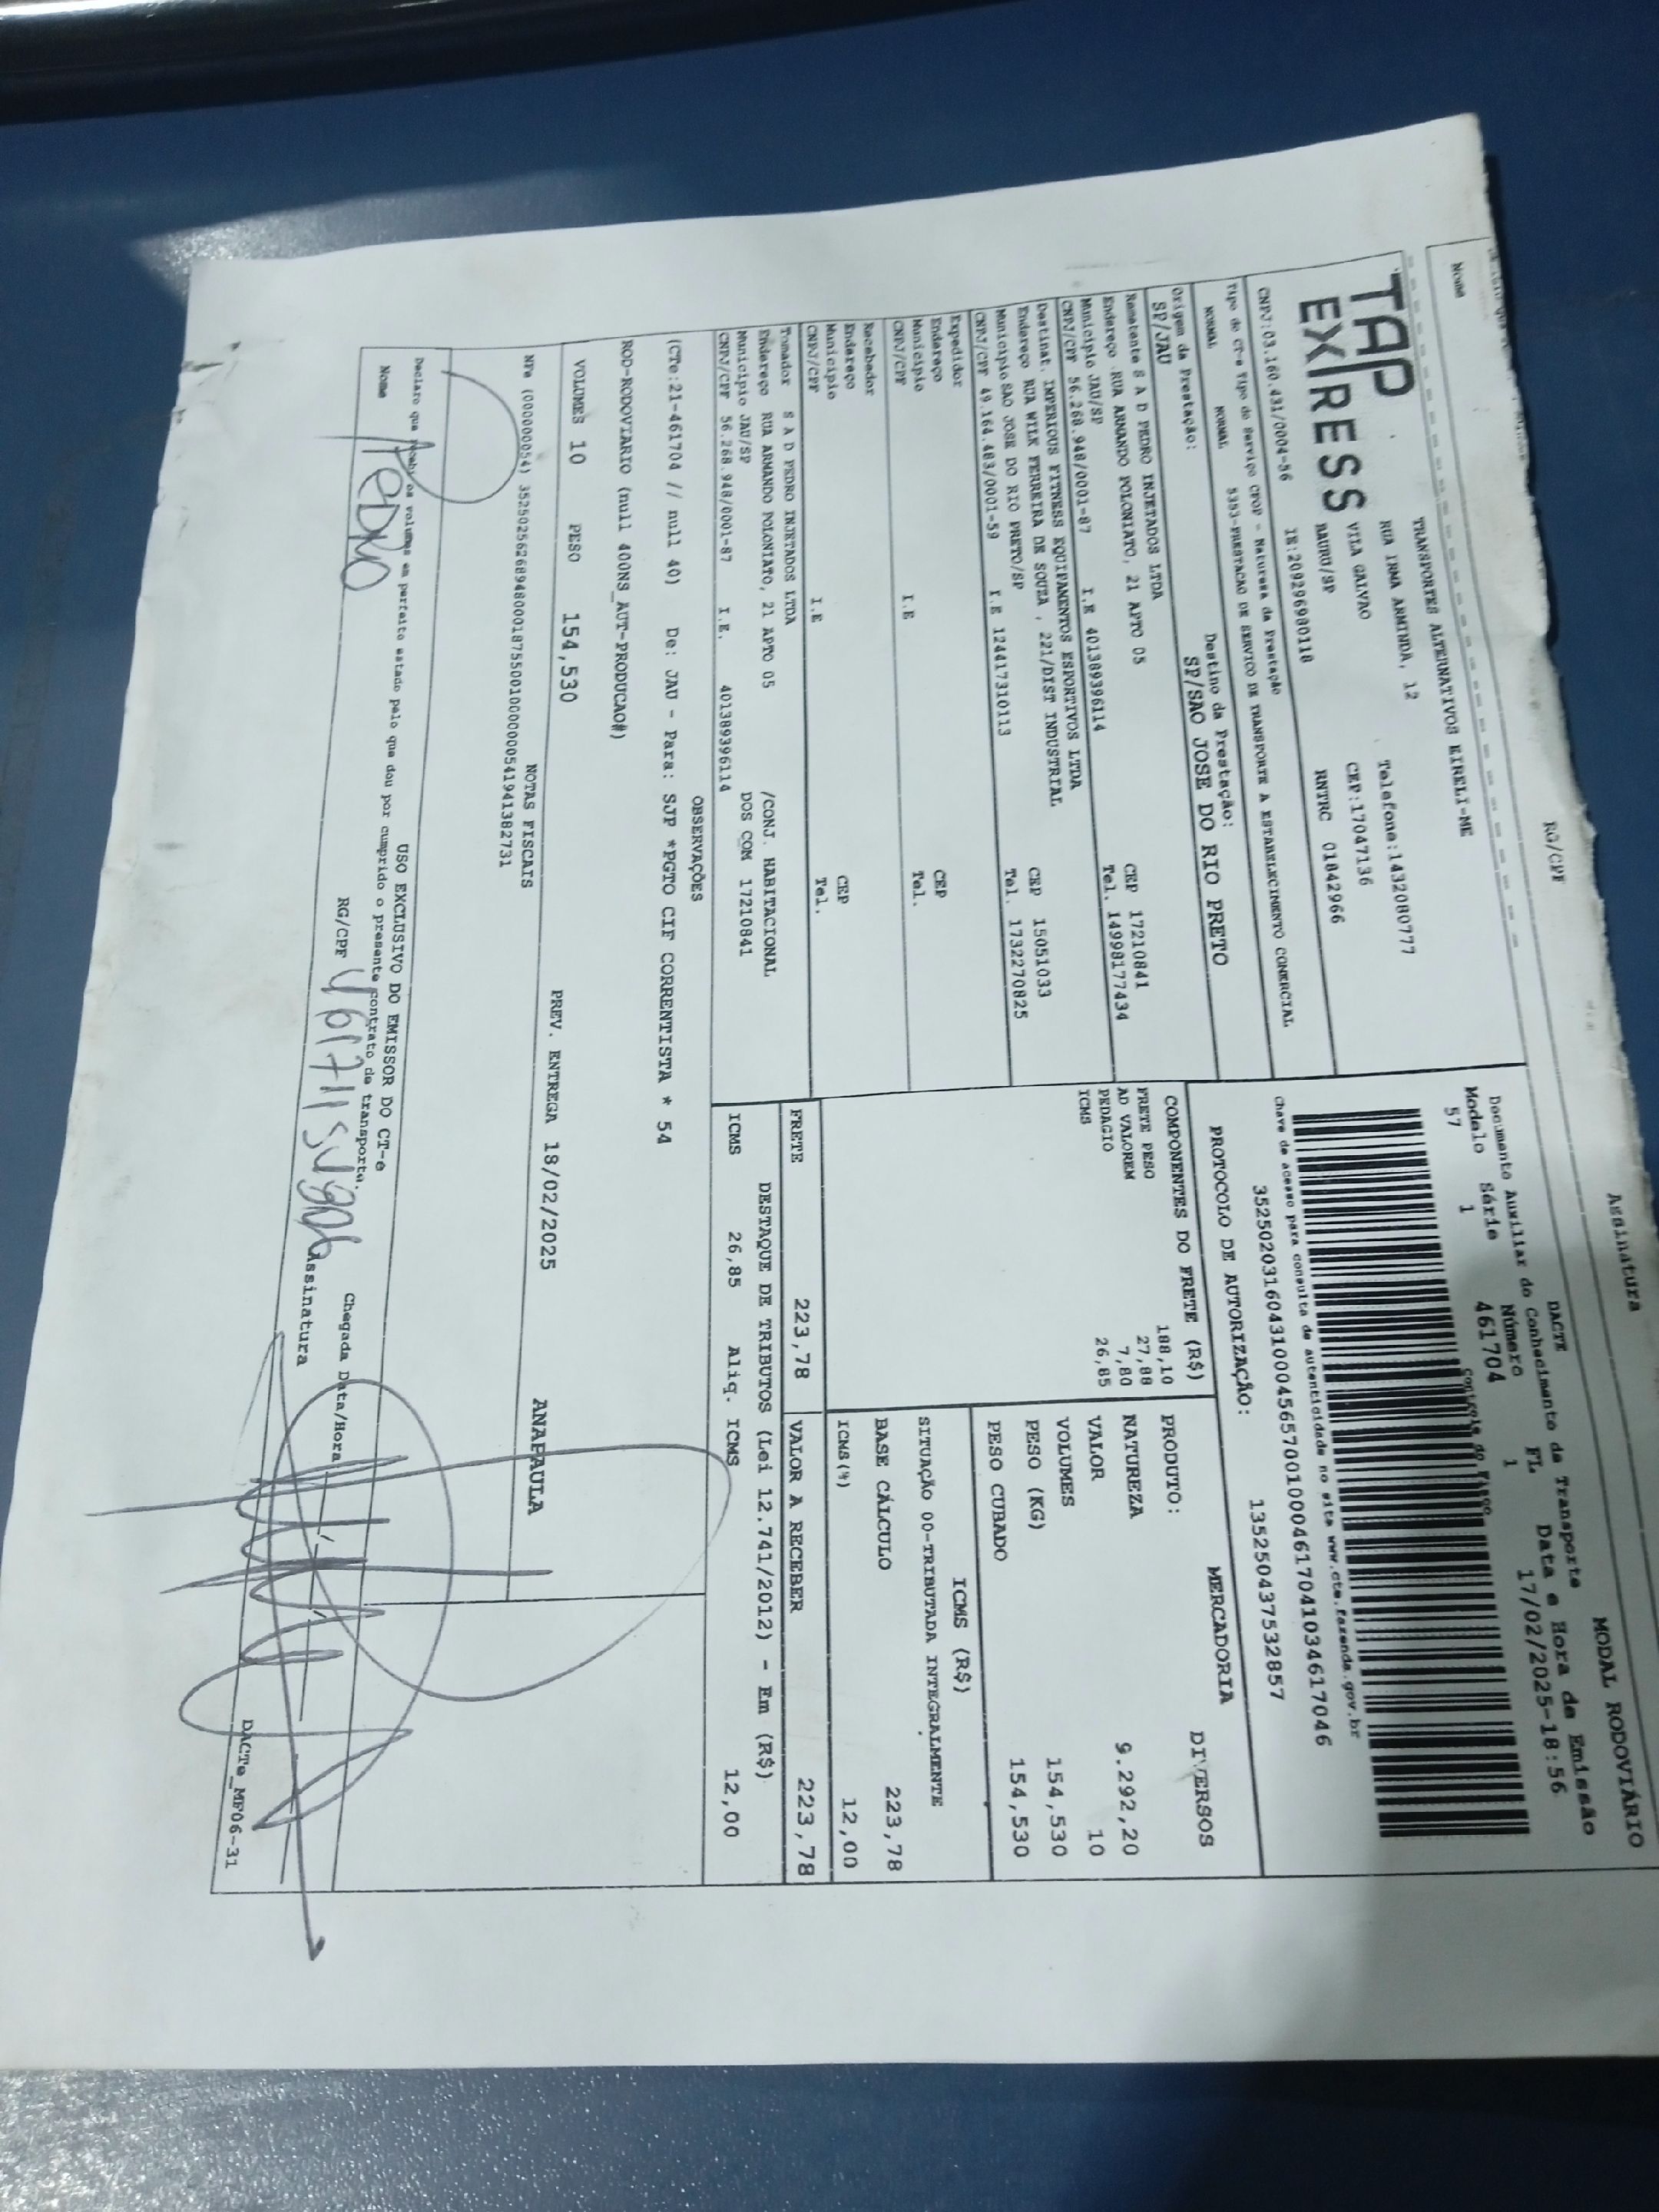 Nome
RG/CPF
Assinatura
MODAL RODOVIÁRIO
TAP EXPRESS
TRANSPORTES ALTERNATIVOS EIRELI-ME
RUA IRMA ARMINDA, 12
Telefone:1432080777
VILA GALVAO
CEP:17047136
BAURU/SP
RNTRC 01842966
CNPJ:03.160.431/0004-56
IE:209296980118
DACTE
Documento Auxiliar do Conhecimento de Transporte
Modelo Série Número FL Data e Hora de Emissão
57 1 461704 1 17/02/2025-18:56
Controle do Fisco
Chave de acesso para consulta de autenticidade no site www.cte.fazenda.gov.br
35250203160431000456570010004617041034617046
PROTOCOLO DE AUTORIZAÇÃO:
135250437532857
Tipo do CT-e Tipo do Serviço CFOP - Natureza da Prestação
NORMAL NORMAL 5353-PRESTACAO DE SERVICO DE TRANSPORTE A ESTABELECIMENTO COMERCIAL
Origem da Prestação: Destino da Prestação:
SP/JAU SP/SAO JOSE DO RIO PRETO
Remetente S A D PEDRO INJETADOS LTDA
Endereço RUA ARMANDO POLONIATO, 21 APTO 05 CEP 17210841
Município JAU/SP Tel. 14998177434
CNPJ/CPF 56.268.948/0001-87 I.E 401389396114
Destinat. IMPERIOUS FITNESS EQUIPAMENTOS ESPORTIVOS LTDA
Endereço RUA WILK FERREIRA DE SOUZA , 221/DIST INDUSTRIAL CEP 15051033
Município SAO JOSE DO RIO PRETO/SP Tel. 1732270825
CNPJ/CPF 49.164.483/0001-59 I.E 124417310113
Expedidor
Endereço CEP
Município Tel.
CNPJ/CPF I.E
Recebedor
Endereço CEP
Município Tel.
CNPJ/CPF I.E
Tomador S A D PEDRO INJETADOS LTDA
Endereço RUA ARMANDO POLONIATO, 21 APTO 05 /CONJ. HABITACIONAL
Município JAU/SP DOS COM 17210841
CNPJ/CPF 56.268.948/0001-87 I.E. 401389396114
COMPONENTES DO FRETE (R$)
FRETE PESO 188,10
AD VALOREM 27,88
PEDAGIO 7,80
ICMS 26,85
MERCADORIA
PRODUTO: DIVERSOS
NATUREZA
VALOR 9.292,20
VOLUMES 10
PESO (KG) 154,530
PESO CUBADO 154,530
ICMS (R$)
SITUAÇÃO 00-TRIBUTADA INTEGRALMENTE
BASE CÁLCULO 223,78
ICMS(%) 12,00
FRETE 223,78 VALOR A RECEBER 223,78
DESTAQUE DE TRIBUTOS (Lei 12.741/2012) - Em (R$)
ICMS 26,85 Aliq. ICMS 12,00
OBSERVAÇÕES
(CTe:21-461704 // null 40) De: JAU - Para: SJP *PGTO CIF CORRENTISTA * 54
ROD-RODOVIARIO (null 400NS_AUT-PRODUCAO#)
VOLUMES 10 PESO 154,530 PREV. ENTREGA 18/02/2025
ANAPAULA
NOTAS FISCAIS
NFe (00000054) 35250256268948000187550010000000541941382731
USO EXCLUSIVO DO EMISSOR DO CT-e
Declaro que recebi os volumes em perfeito estado pelo que dou por cumprido o presente contrato de transporte.
Nome PEDRO RG/CPF Chegada Data/Hora
Assinatura
DACTe_MF06-31